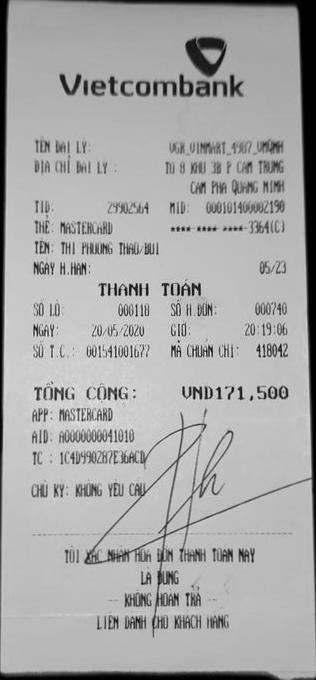 Vietcombank
TÊN ĐẠI LÝ: VGR_VINMART_4987_VMQNH
ĐỊA CHỈ ĐẠI LÝ : TO 8 KHU 3B P CAM TRUNG
CAM PHA QUANG MINH
TID: 29902564 MID: 000101400002190
THẺ: MASTERCARD **** **** **** 3364(C)
TÊN: THI PHUONG THAO/BUI
NGÀY H.HẠN: 05/23
THANH TOÁN
SỐ LÔ: 000118 SỐ H.ĐƠN: 000740
NGÀY: 20/05/2020 GIỜ: 20:19:06
SỐ T.C.: 001541001677 MÃ CHUẨN CHI: 418042
TỔNG CỘNG: VND171,500
APP: MASTERCARD
AID: A0000000041010
TC : 1C4D990287E36ACD
CHỮ KÝ: KHÔNG YÊU CẦU
TÔI XÁC NHẬN HÓA ĐƠN THANH TOÁN NÀY
LÀ ĐÚNG
-- KHÔNG HOÀN TRẢ --
LIÊN DÀNH CHO KHÁCH HÀNG